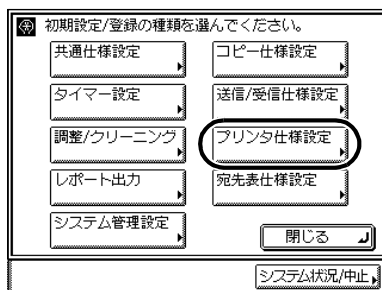 初期設定/登録の種類を選んでください。
共通仕様設定
コピー仕様設定
タイマー設定
送信/受信仕様設定
調整/クリーニング
プリンタ仕様設定
レポート出力
宛先表仕様設定
システム管理設定
閉じる
システム状況/中止